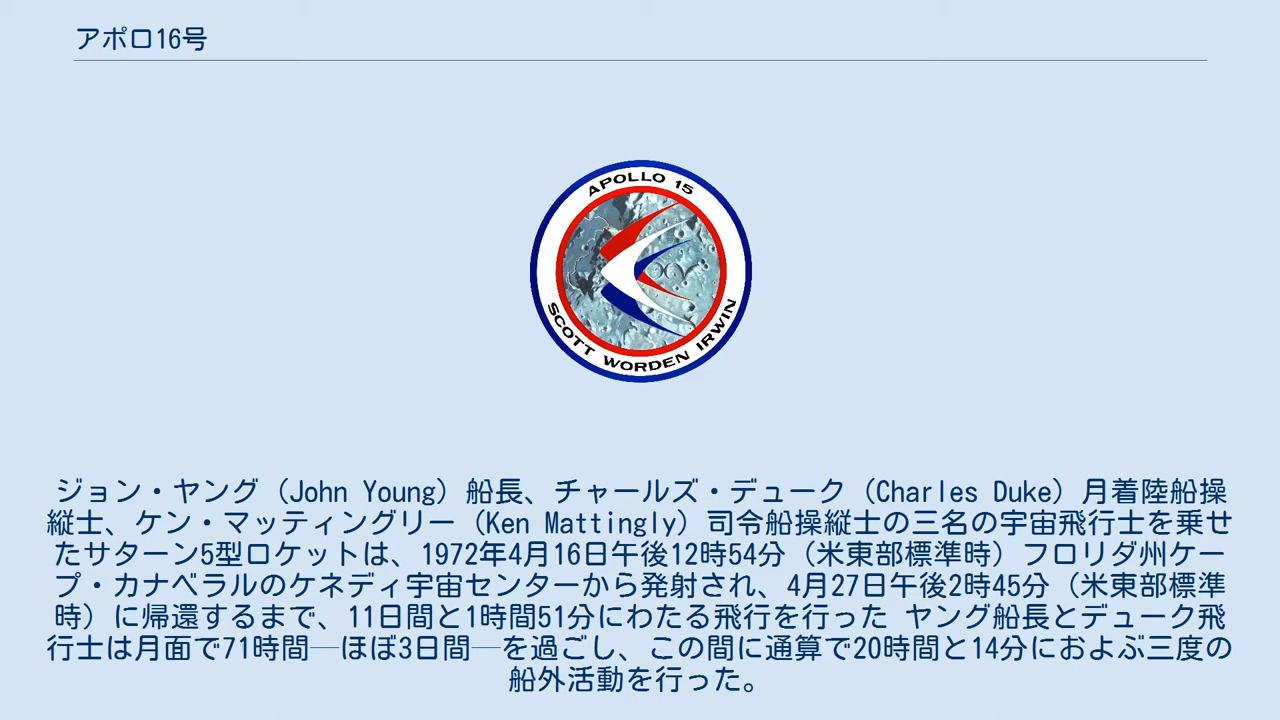 アポロ16号
APOLLO 15
SCOTT WORDEN IRWIN
ジョン・ヤング（John Young）船長、チャールズ・デューク（Charles Duke）月着陸船操
縦士、ケン・マッティングリー（Ken Mattingly）司令船操縦士の三名の宇宙飛行士を乗せ
たサターン5型ロケットは、1972年4月16日午後12時54分（米東部標準時）フロリダ州ケー
プ・カナベラルのケネディ宇宙センターから発射され、4月27日午後2時45分（米東部標準
時）に帰還するまで、11日間と1時間51分にわたる飛行を行った ヤング船長とデューク飛
行士は月面で71時間―ほぼ3日間―を過ごし、この間に通算で20時間と14分におよぶ三度の
船外活動を行った。